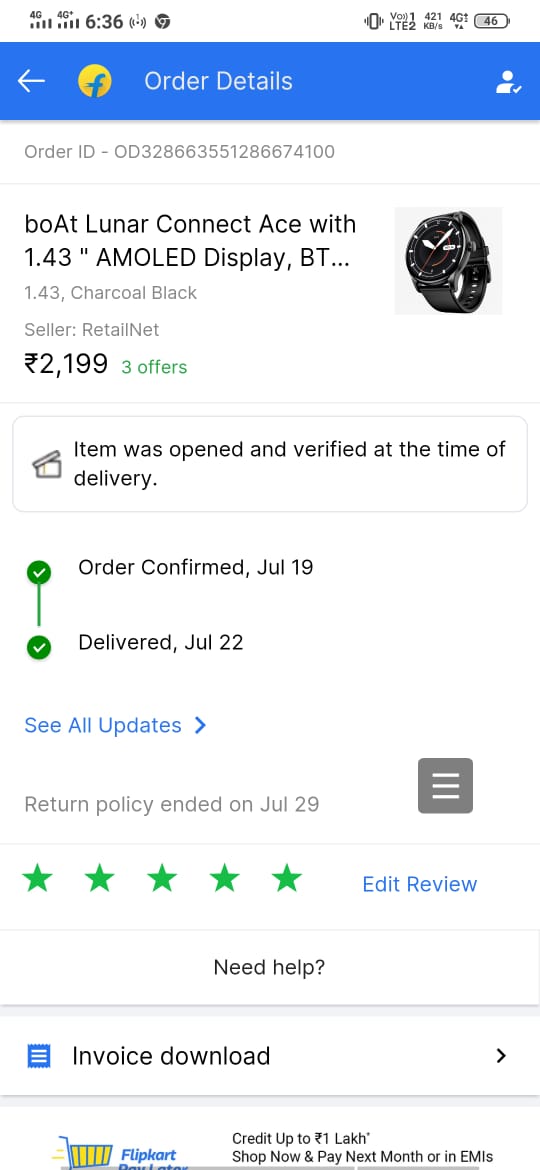 4G 4G+ 6:36 Vo)) 1 LTE2 421 KB/s 4G 46
Order Details
Order ID - OD328663551286674100
boAt Lunar Connect Ace with
1.43 " AMOLED Display, BT...
1.43, Charcoal Black
Seller: RetailNet
₹2,199 3 offers
Item was opened and verified at the time of
delivery.
Order Confirmed, Jul 19
Delivered, Jul 22
See All Updates
Return policy ended on Jul 29
Edit Review
Need help?
Invoice download
Flipkart
Pay Later
Credit Up to ₹1 Lakh*
Shop Now & Pay Next Month or in EMIs